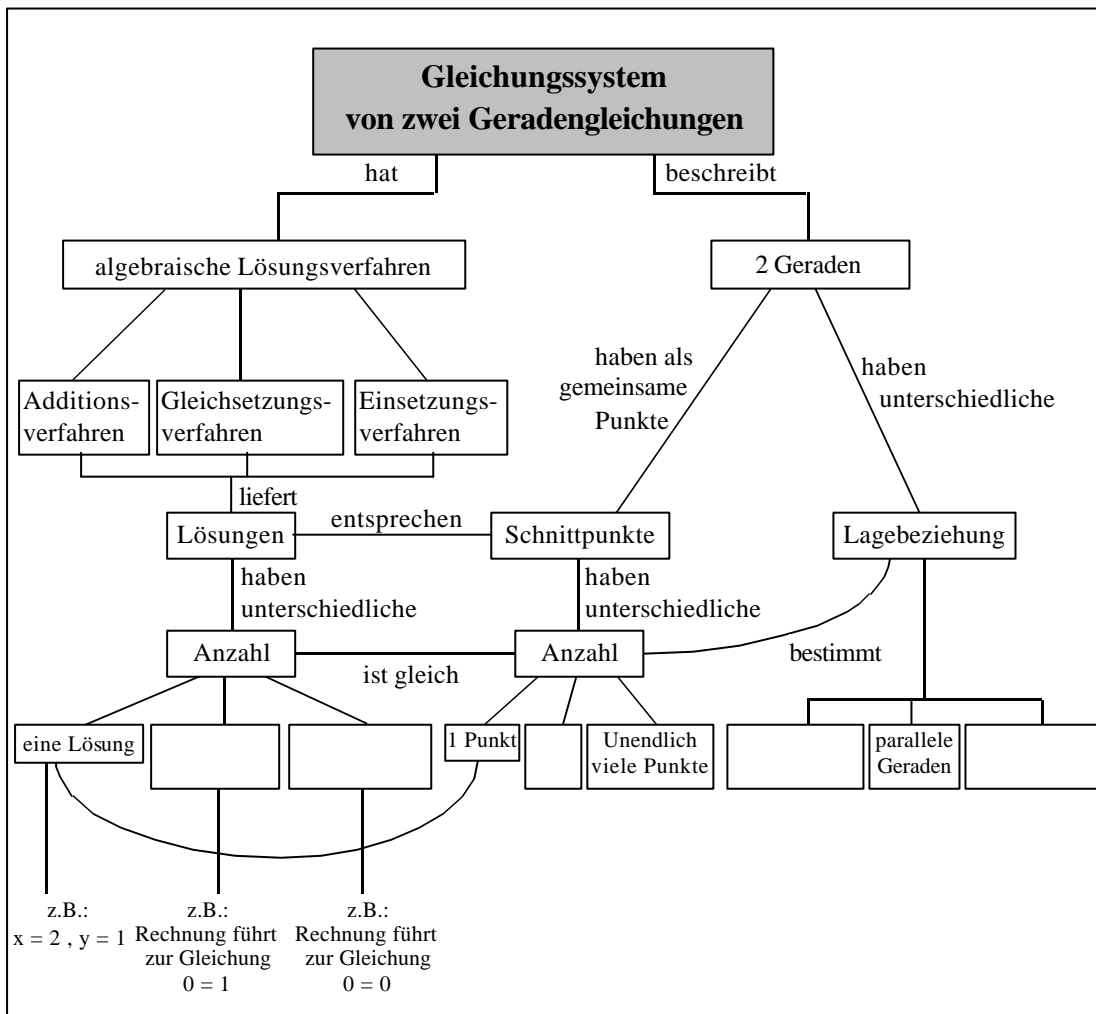 Gleichungssystem
von zwei Geradengleichungen
hat
beschreibt
algebraische Lösungsverfahren
2 Geraden
haben als
gemeinsame
Punkte
haben
unterschiedliche
Additions-
verfahren
Gleichsetzungs-
verfahren
Einsetzungs-
verfahren
liefert
Lösungen
entsprechen
Schnittpunkte
Lagebeziehung
haben
unterschiedliche
haben
unterschiedliche
Anzahl
ist gleich
Anzahl
bestimmt
eine Lösung
1 Punkt
Unendlich
viele Punkte
parallele
Geraden
z.B.:
x = 2 , y = 1
z.B.:
Rechnung führt
zur Gleichung
0 = 1
z.B.:
Rechnung führt
zur Gleichung
0 = 0